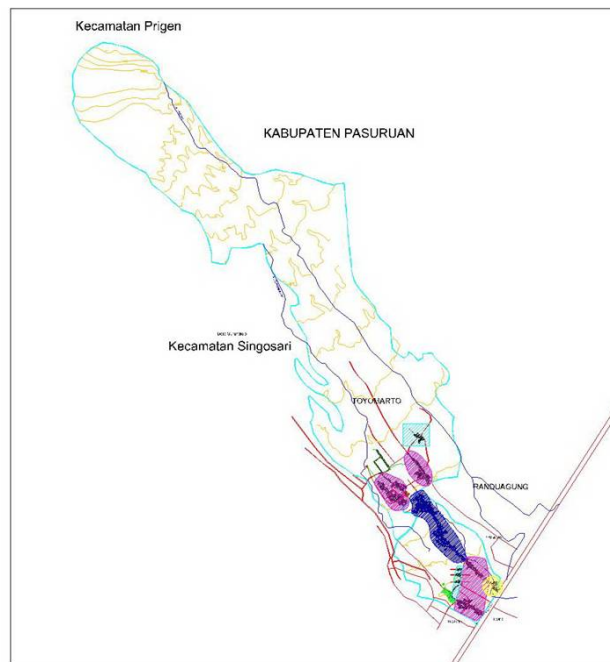 Kecamatan Prigen
KABUPATEN PASURUAN
Kecamatan Singosari
TOYOMARTO
RANDUAGUNG